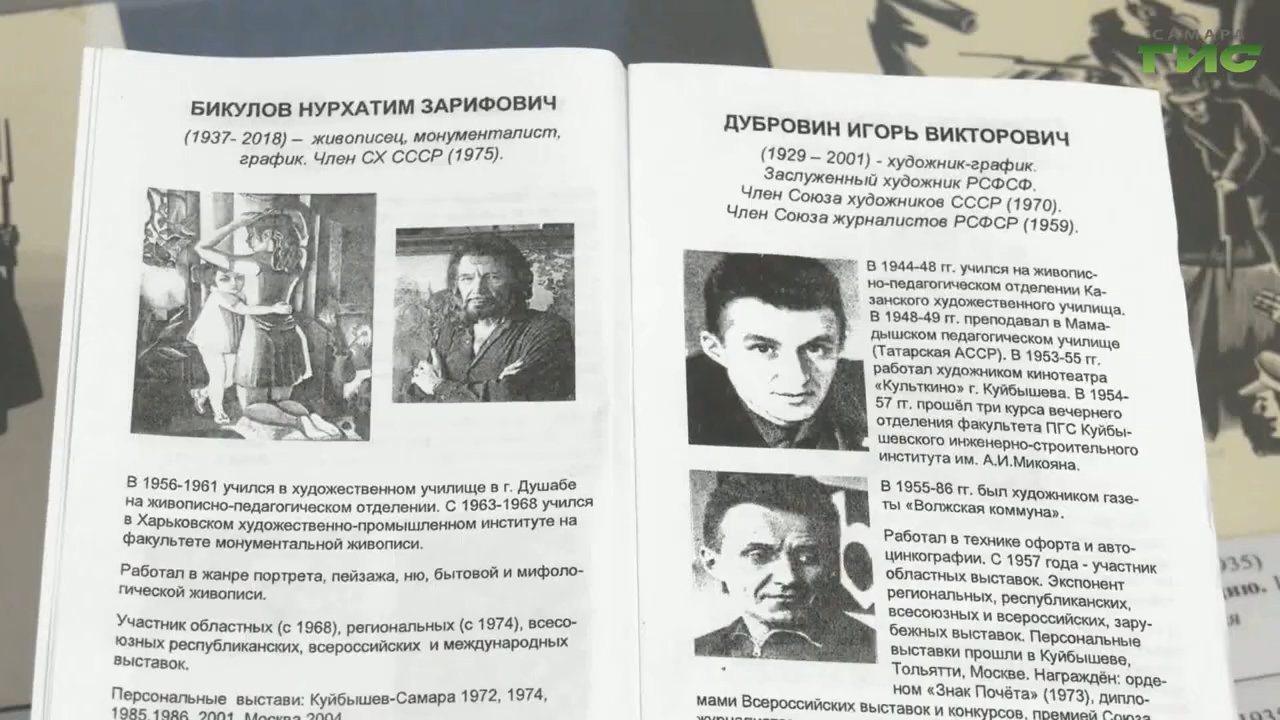 САМАРА
ГИС
БИКУЛОВ НУРХАТИМ ЗАРИФОВИЧ
(1937- 2018) – живописец, монументалист,
график. Член СХ СССР (1975).
В 1956-1961 учился в художественном училище в г. Душабе
на живописно-педагогическом отделении. С 1963-1968 учился
в Харьковском художественно-промышленном институте на
факультете монументальной живописи.
Работал в жанре портрета, пейзажа, ню, бытовой и мифоло-
гической живописи.
Участник областных (с 1968), региональных (с 1974), всесо-
юзных республиканских, всероссийских и международных
выставок.
Персональные выстави: Куйбышев-Самара 1972, 1974,
1985,1986, 2001, Москва 2004
ДУБРОВИН ИГОРЬ ВИКТОРОВИЧ
(1929 – 2001) - художник-график.
Заслуженный художник РСФСФ.
Член Союза художников СССР (1970).
Член Союза журналистов РСФСР (1959).
В 1944-48 гг. учился на живопис-
но-педагогическом отделении Ка-
занского художественного училища.
В 1948-49 гг. преподавал в Мама-
дышском педагогическом училище
(Татарская АССР). В 1953-55 гг.
работал художником кинотеатра
«Культкино» г. Куйбышева. В 1954-
57 гг. прошёл три курса вечернего
отделения факультета ПГС Куйбы-
шевского инженерно-строительного
института им. А.И.Микояна.
В 1955-86 гг. был художником газе-
ты «Волжская коммуна».
Работал в технике офорта и авто-
цинкографии. С 1957 года - участник
областных выставок. Экспонент
региональных, республиканских,
всесоюзных и всероссийских, зару-
бежных выставок. Персональные
выставки прошли в Куйбышеве,
Тольятти, Москве. Награждён: орде-
ном «Знак Почёта» (1973), дипло-
мами Всероссийских выставок и конкурсов, премией Союза